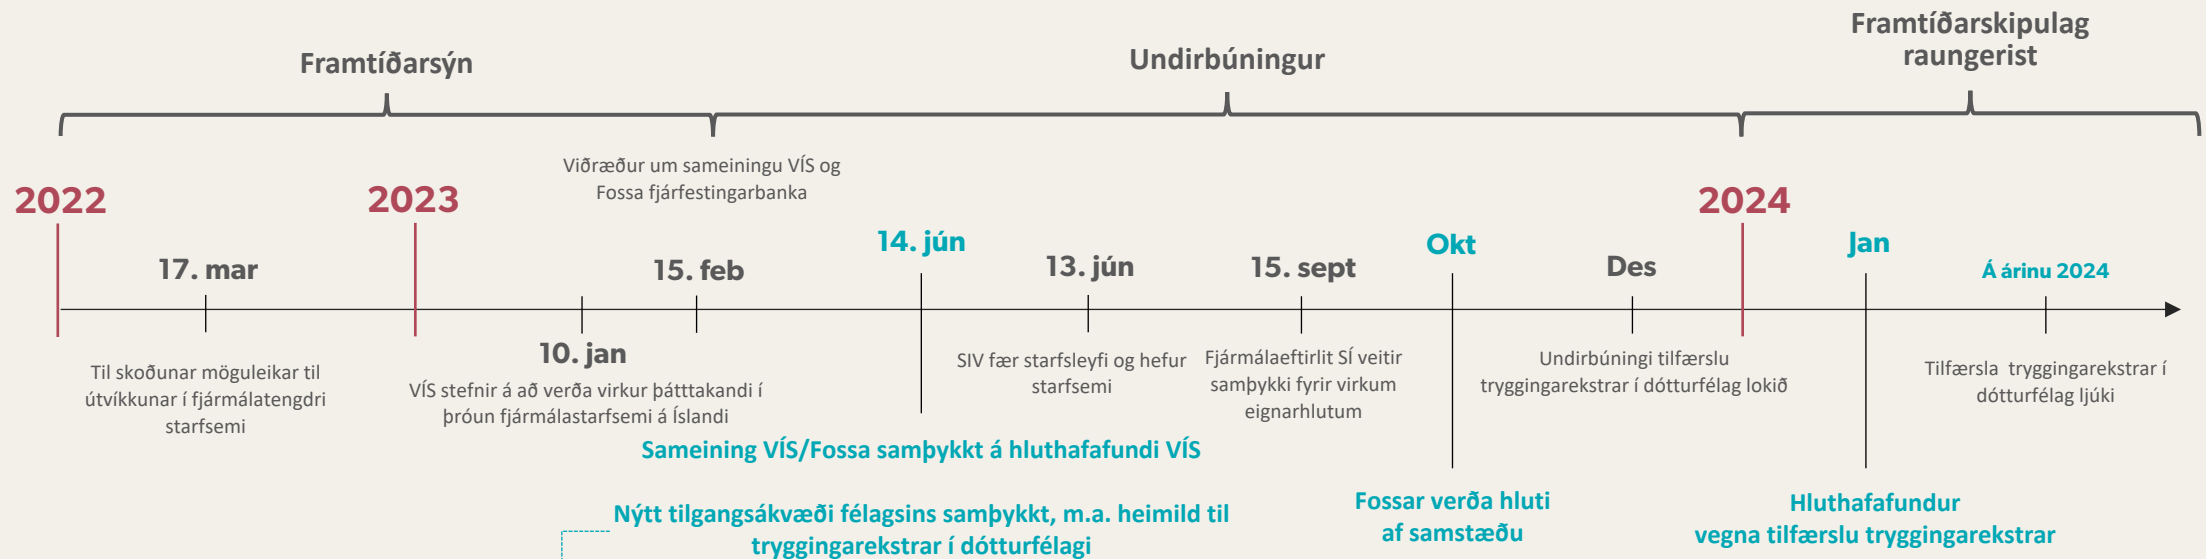 Framtíðarsýn
Undirbúningur
Framtíðarskipulag
raungerist
Viðræður um sameiningu VÍS og
Fossa fjárfestingarbanka
2022
2023
2024
17. mar
15. feb
14. jún
13. jún
15. sept
Okt
Des
Jan
Á árinu 2024
10. jan
Til skoðunar möguleikar til
útvíkkunar í fjármálatengdri
starfsemi
VÍS stefnir á að verða virkur þátttakandi í
þróun fjármálastarfsemi á Íslandi
SIV fær starfsleyfi og hefur
starfsemi
Fjármálaeftirlit SÍ veitir
samþykki fyrir virkum
eignarhlutum
Undirbúningi tilfærslu
tryggingarekstrar í dótturfélag lokið
Tilfærsla  tryggingarekstrar í
dótturfélag ljúki
Sameining VÍS/Fossa samþykkt á hluthafafundi VÍS
Nýtt tilgangsákvæði félagsins samþykkt, m.a. heimild til
tryggingarekstrar í dótturfélagi
Fossar verða hluti
af samstæðu
Hluthafafundur
vegna tilfærslu tryggingarekstrar